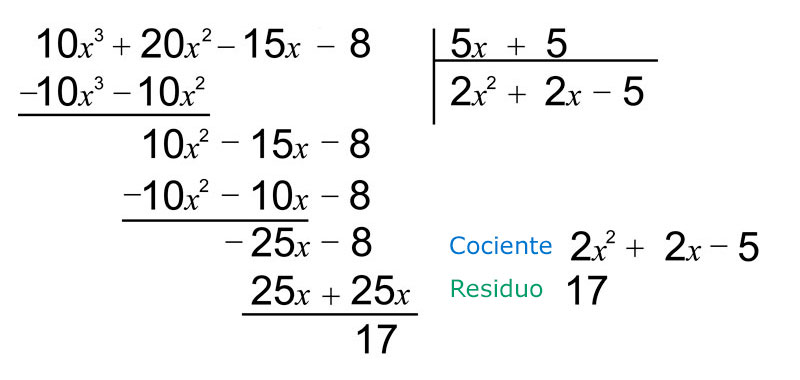 10x³ + 20x² – 15x – 8 | 5x + 5
–10x³ – 10x² 2x² + 2x – 5
10x² – 15x – 8
–10x² – 10x – 8
– 25x – 8 Cociente 2x² + 2x – 5
25x + 25x Residuo 17
17